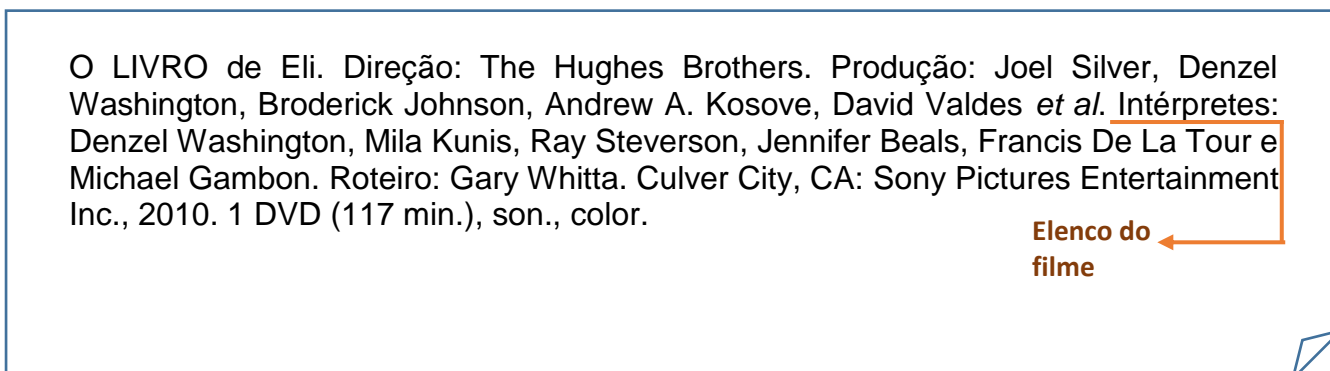 O LIVRO de Eli. Direção: The Hughes Brothers. Produção: Joel Silver, Denzel
Washington, Broderick Johnson, Andrew A. Kosove, David Valdes et al. Intérpretes:
Denzel Washington, Mila Kunis, Ray Steverson, Jennifer Beals, Francis De La Tour e
Michael Gambon. Roteiro: Gary Whitta. Culver City, CA: Sony Pictures Entertainment
Inc., 2010. 1 DVD (117 min.), son., color.
Elenco do
filme